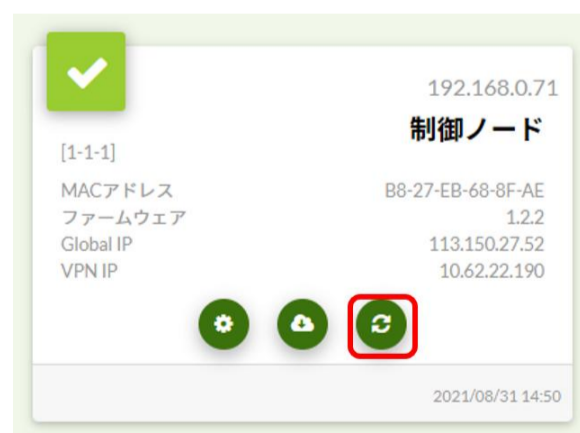 192.168.0.71
制御ノード
[1-1-1]
MACアドレス B8-27-EB-68-8F-AE
ファームウェア 1.2.2
Global IP 113.150.27.52
VPN IP 10.62.22.190
2021/08/31 14:50